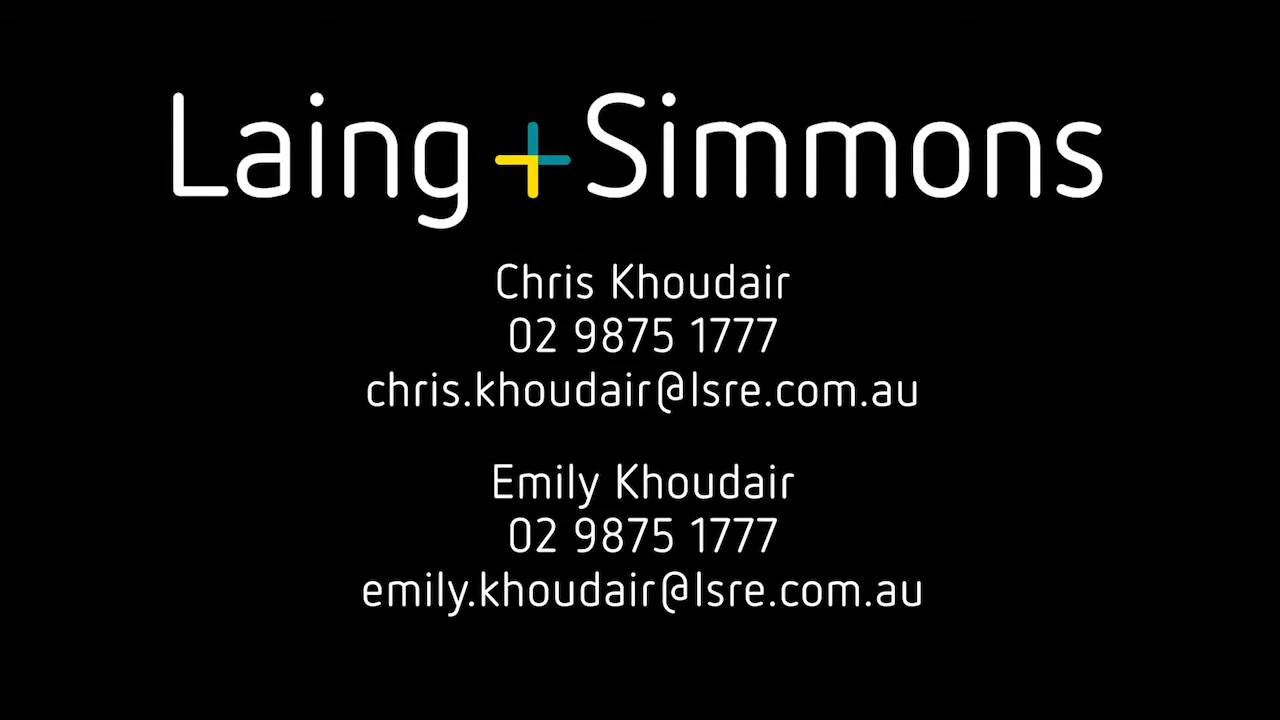 Laing+Simmons
Chris Khoudair
02 9875 1777
chris.khoudair@lsre.com.au
Emily Khoudair
02 9875 1777
emily.khoudair@lsre.com.au